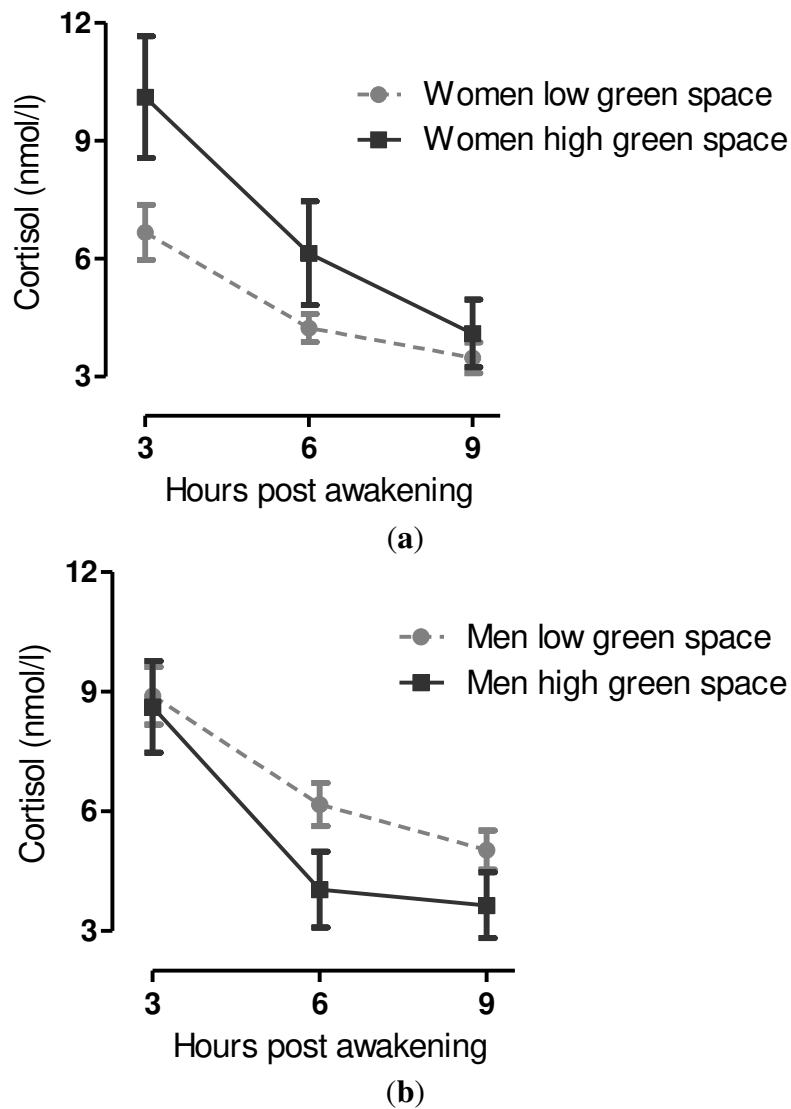 12
Women low green space
Women high green space
9
Cortisol (nmol/l)
6
3
3 6 9
Hours post awakening
(a)
12
Men low green space
Men high green space
9
Cortisol (nmol/l)
6
3
3 6 9
Hours post awakening
(b)